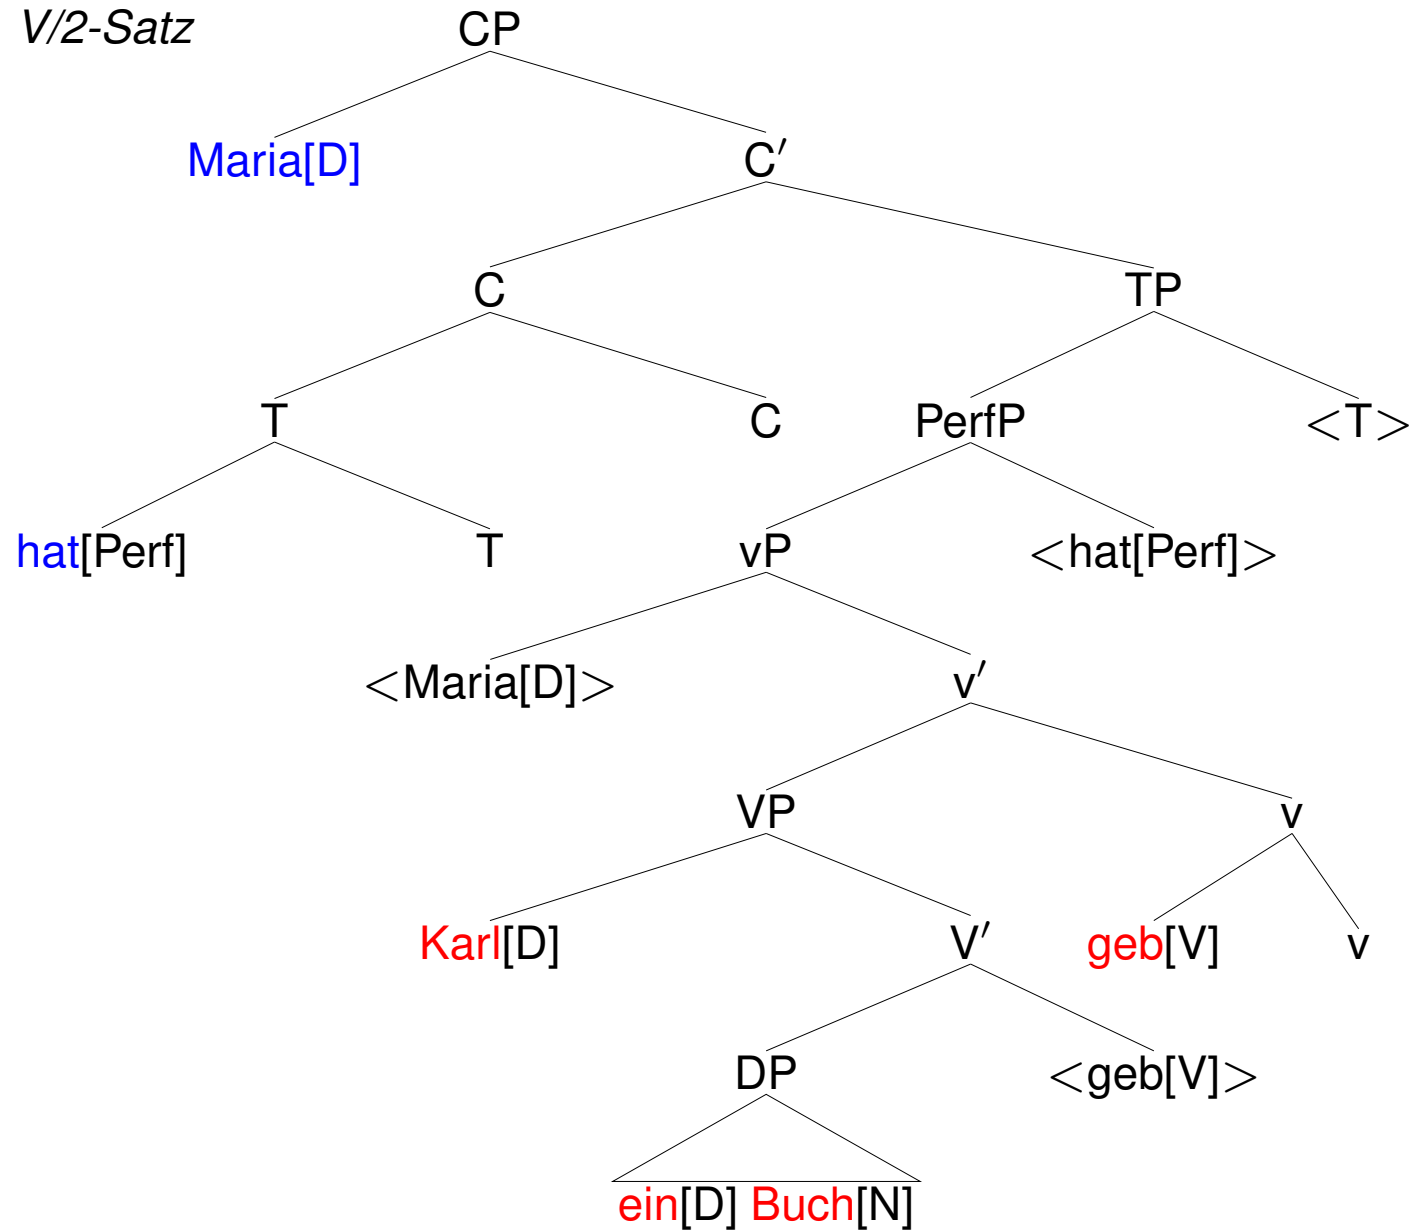 V/2-Satz CP
Maria[D] C′
C TP
T C PerfP <T>
hat[Perf] T vP <hat[Perf]>
<Maria[D]> v′
VP v
Karl[D] V′ geb[V] v
DP <geb[V]>
ein[D] Buch[N]